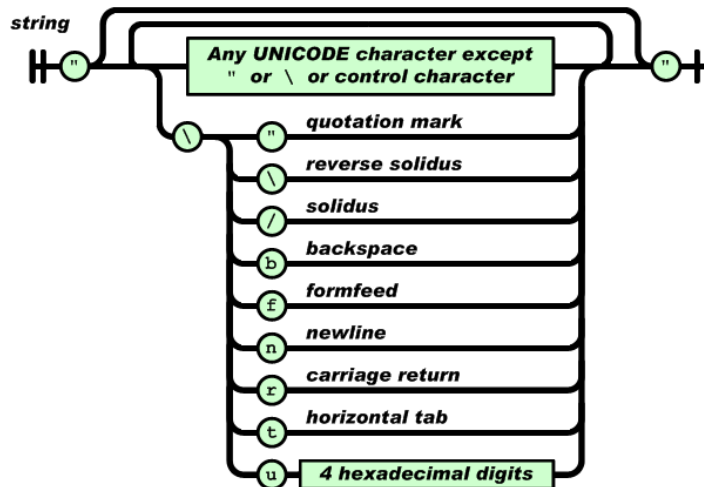 string
" Any UNICODE character except "
" or \ or control character
\ " quotation mark
\ reverse solidus
/ solidus
b backspace
f formfeed
n newline
r carriage return
t horizontal tab
u 4 hexadecimal digits